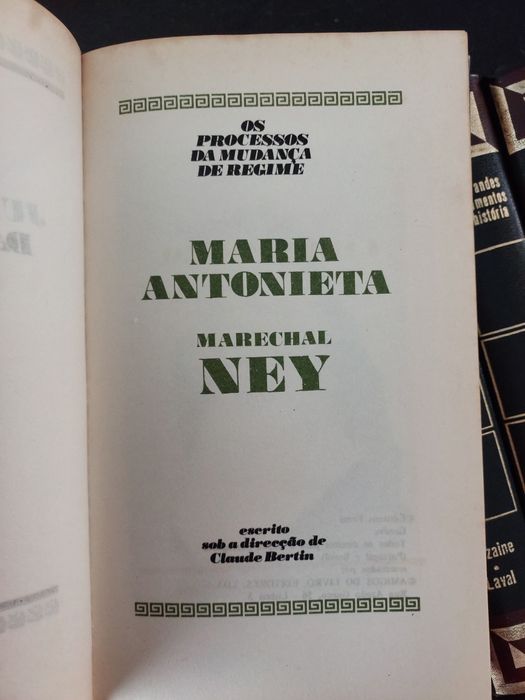 OS
PROCESSOS
DA MUDANÇA
DE REGIME
MARIA
ANTONIETA
MARECHAL
NEY
escrito
sob a direcção de
Claude Bertin
andes
mentos
história
zaine
•
Laval